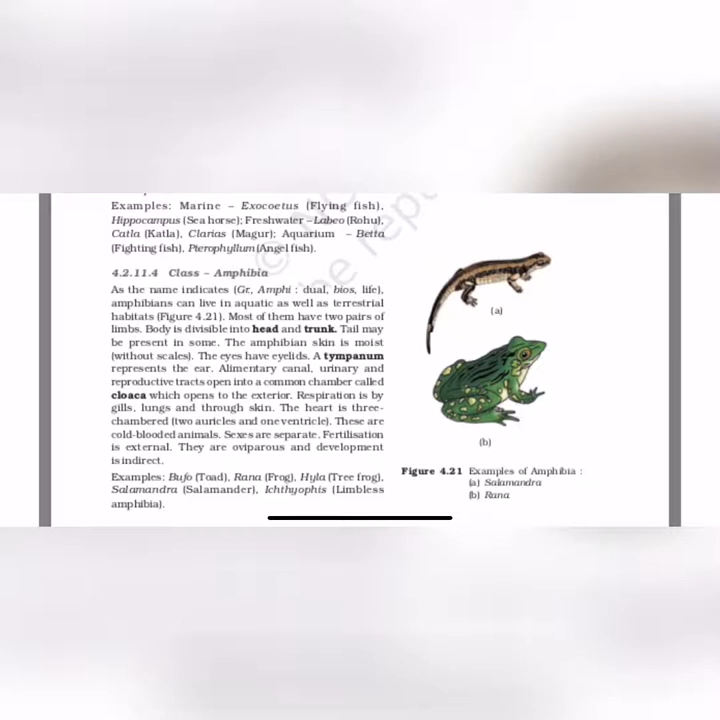 Examples: Marine – Exocoetus (Flying fish),
Hippocampus (Sea horse); Freshwater – Labeo (Rohu),
Catla (Katla), Clarias (Magur); Aquarium – Betta
(Fighting fish), Pterophyllum (Angel fish).
4.2.11.4 Class – Amphibia
As the name indicates (Gr., Amphi : dual, bios, life),
amphibians can live in aquatic as well as terrestrial
habitats (Figure 4.21). Most of them have two pairs of
limbs. Body is divisible into head and trunk. Tail may
be present in some. The amphibian skin is moist
(without scales). The eyes have eyelids. A tympanum
represents the ear. Alimentary canal, urinary and
reproductive tracts open into a common chamber called
cloaca which opens to the exterior. Respiration is by
gills, lungs and through skin. The heart is three-
chambered (two auricles and one ventricle). These are
cold-blooded animals. Sexes are separate. Fertilisation
is external. They are oviparous and development
is indirect.
Examples: Bufo (Toad), Rana (Frog), Hyla (Tree frog),
Salamandra (Salamander), Ichthyophis (Limbless
amphibia).
(a)
(b)
Figure 4.21 Examples of Amphibia :
(a) Salamandra
(b) Rana
be rep